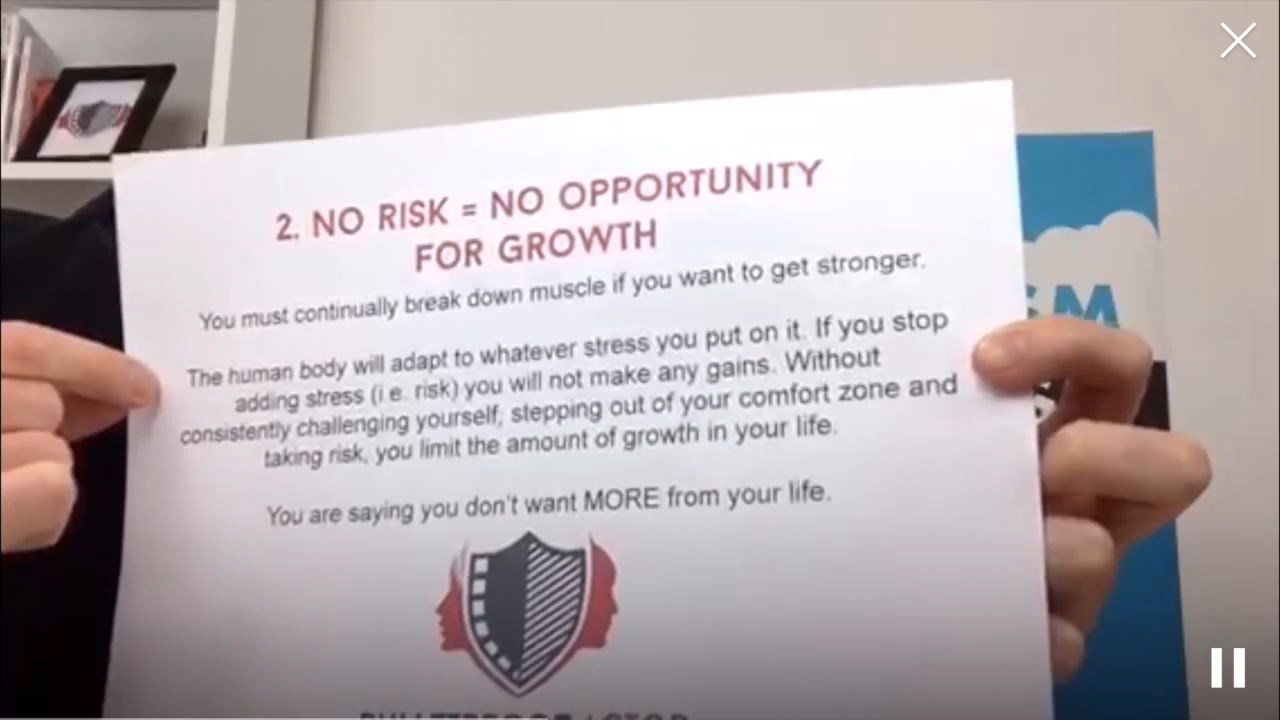 2. NO RISK = NO OPPORTUNITY
FOR GROWTH
You must continually break down muscle if you want to get stronger.
The human body will adapt to whatever stress you put on it. If you stop
adding stress (i.e. risk) you will not make any gains. Without
consistently challenging yourself, stepping out of your comfort zone and
taking risk, you limit the amount of growth in your life.
You are saying you don't want MORE from your life.